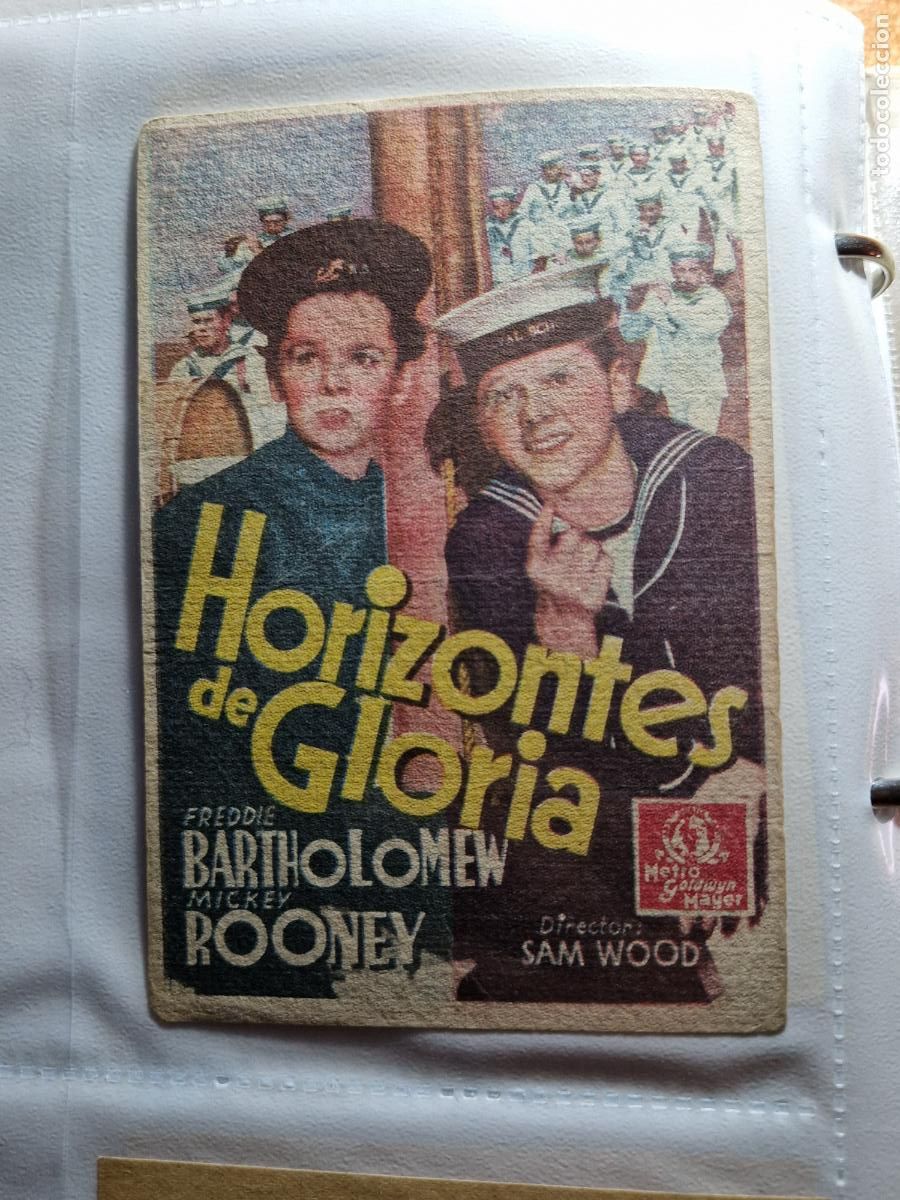 Horizontes
de
Gloria
FREDDIE
BARTHOLOMEW
MICKEY
ROONEY
Director:
SAM WOOD
Metro
Goldwyn
Mayer
todocoleccion